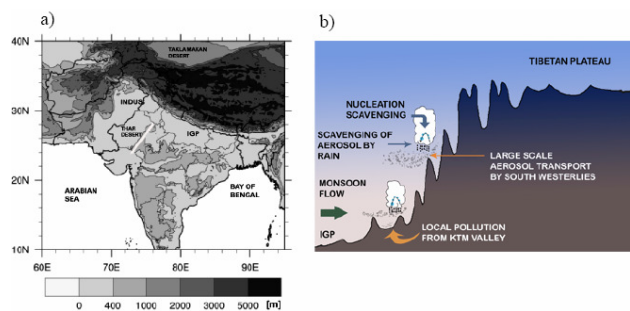 a)
40N
30N
20N
10N
60E
70E
80E
90E
TAKLAMAKAN
DESERT
INDUS
THAR DESERT
IGP
ARABIAN
SEA
BAY OF
BENGAL
0 400 1000 2000 3000 5000 [m]
b)
TIBETAN PLATEAU
NUCLEATION
SCAVENGING
SCAVENGING OF
AEROSOL BY
RAIN
LARGE SCALE
AEROSOL TRANSPORT
BY SOUTH WESTERLIES
MONSOON
FLOW
IGP
LOCAL POLLUTION
FROM KTM VALLEY